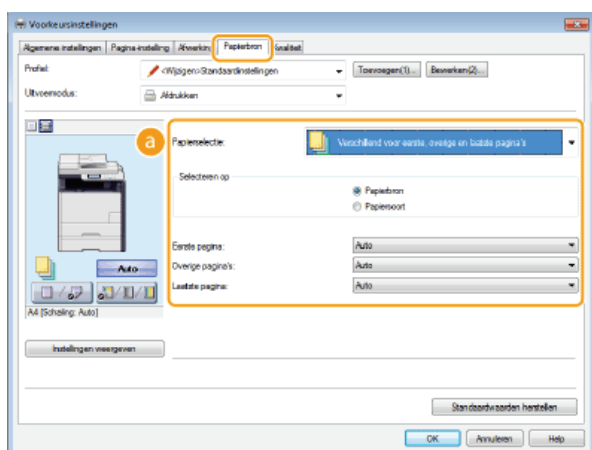 Voorkeursinstellingen
Algemene instellingen Pagina-instelling Afwerking Papierbron Kwaliteit
Profiel: <Wijzigen>Standaardinstellingen Toevoegen(1)... Bewerken(2)...
Uitvoermodus: Afdrukken
a
Papierselectie: Verschillend voor eerste, overige en laatste pagina's
Selecteren op
Papierbron
Papiersoort
Eerste pagina: Auto
Overige pagina's: Auto
Laatste pagina: Auto
Auto
A4 [Schaling: Auto]
Instellingen weergeven
Standaardwaarden herstellen
OK Annuleren Help